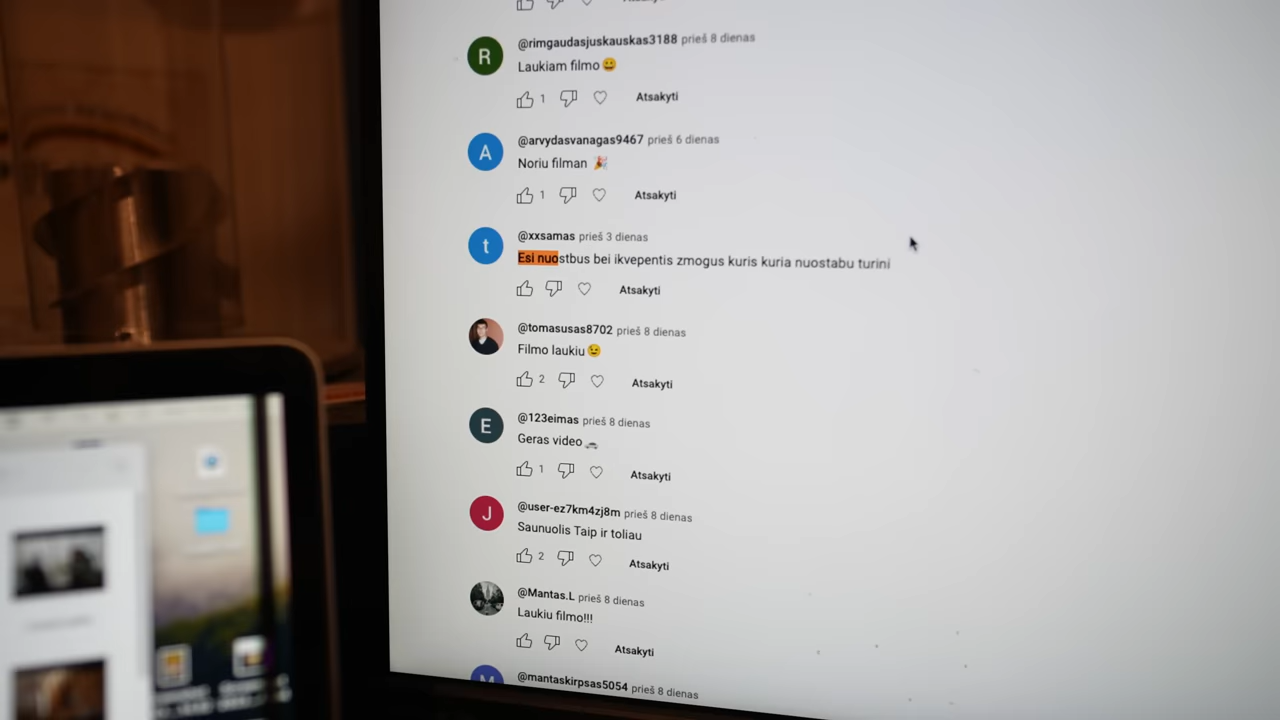 @rimgaudasjuskauskas3188 prieš 8 dienas
Laukiam filmo 😀
1 Atsakyti
@arvydasvanagas9467 prieš 6 dienas
Noriu filman 🎉
1 Atsakyti
@xxsamas prieš 3 dienas
Esi nuostbus bei ikvepentis zmogus kuris kuria nuostabu turini
Atsakyti
@tomasusas8702 prieš 8 dienas
Filmo laukiu 😉
2 Atsakyti
@123eimas prieš 8 dienas
Geras video 🚓
1 Atsakyti
@user-ez7km4zj8m prieš 8 dienas
Saunuolis Taip ir toliau
2 Atsakyti
@Mantas.L prieš 8 dienas
Laukiu filmo!!!
Atsakyti
@mantaskirpsas5054 prieš 8 dienas